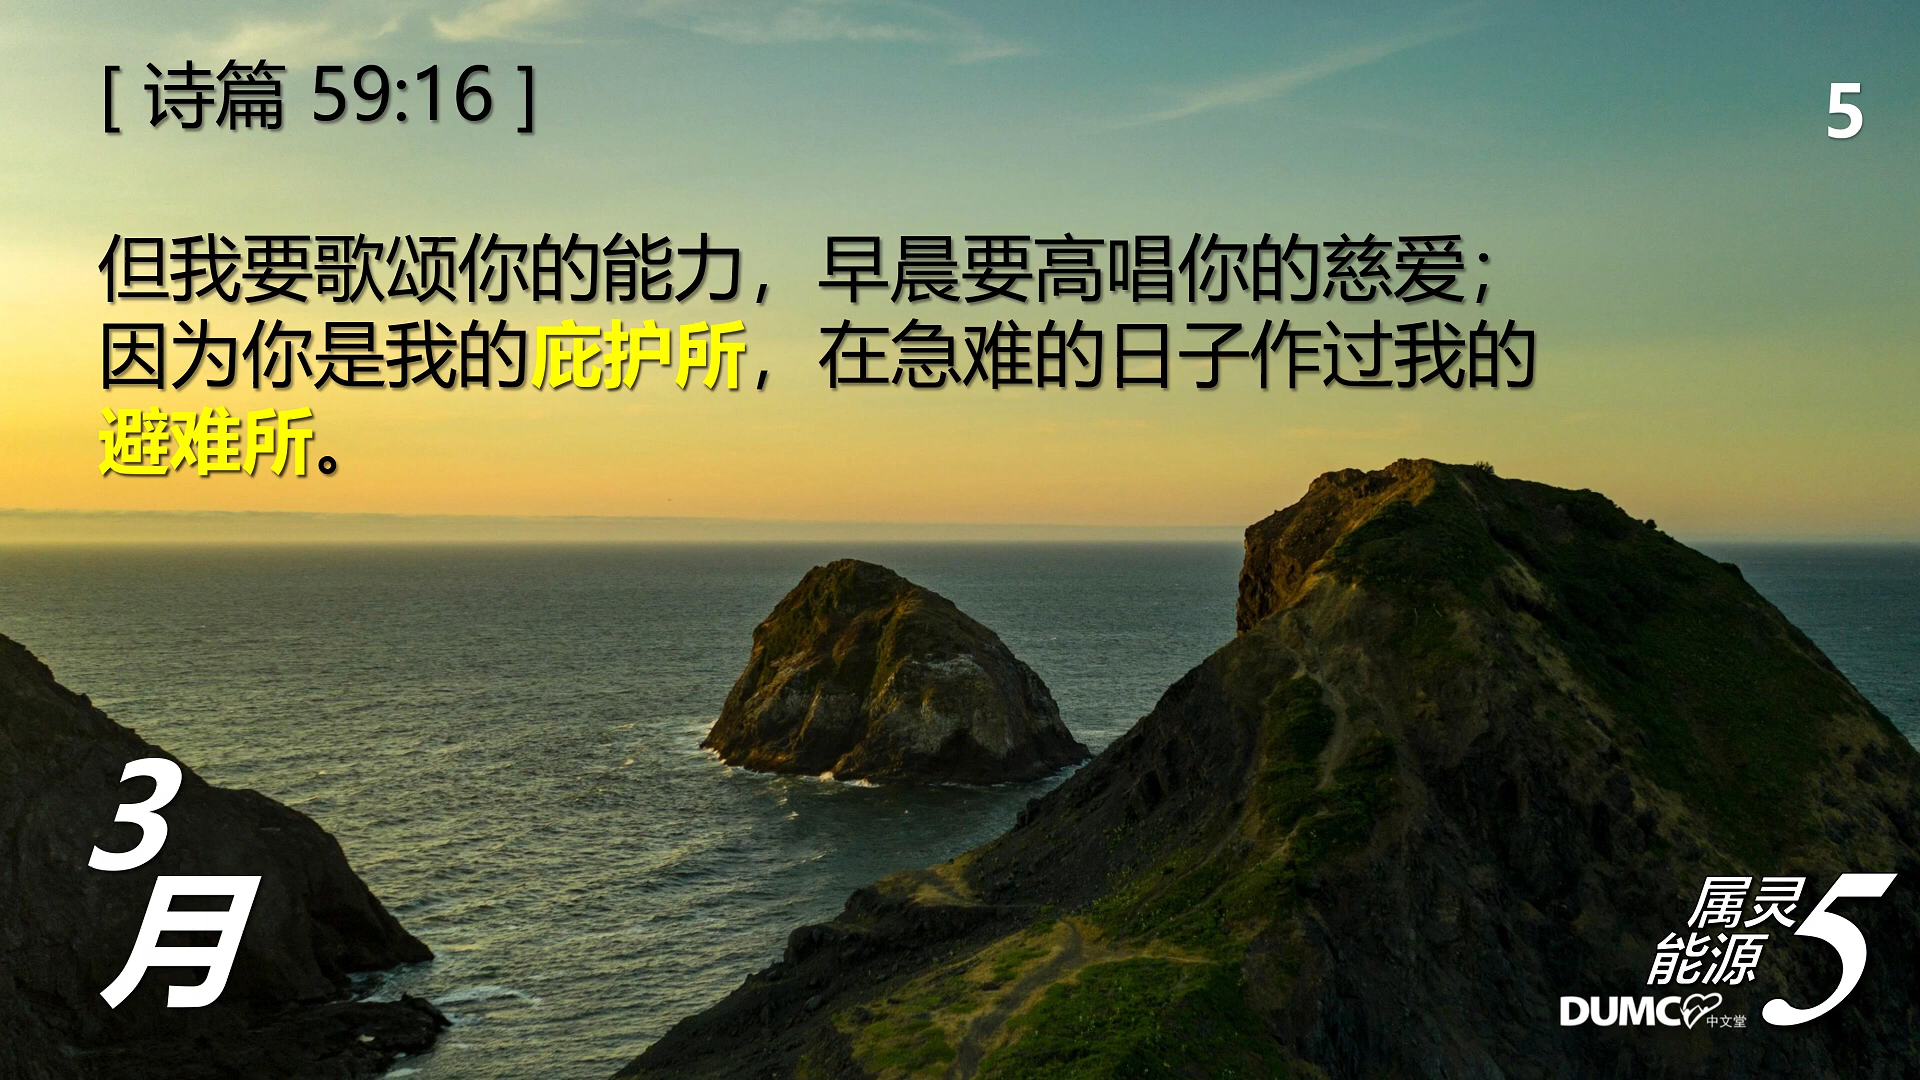 [ 诗篇 59:16 ]
5
但我要歌颂你的能力，早晨要高唱你的慈爱；
因为你是我的庇护所，在急难的日子作过我的
避难所。
3
月
属灵
能源
5
DUMC
中文堂